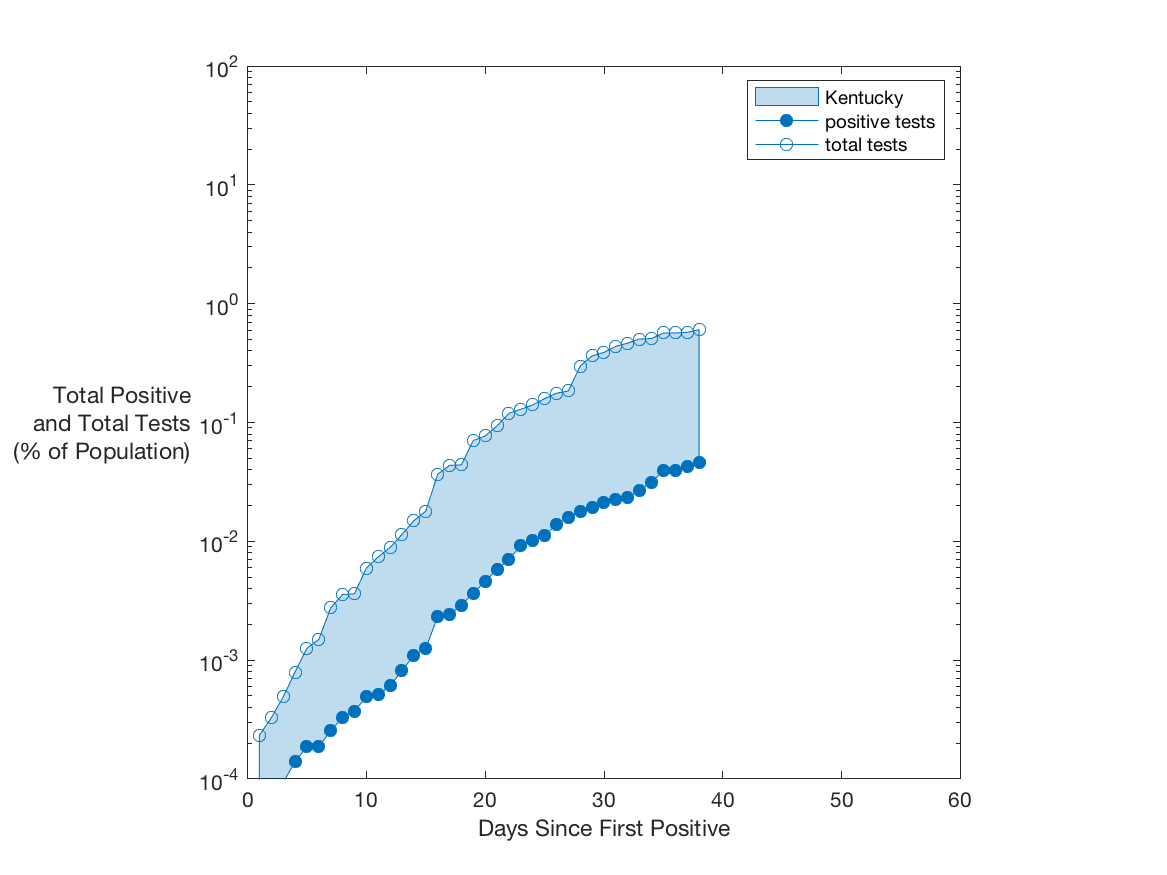 10^2
10^1
10^0
10^-1
10^-2
10^-3
10^-4
Total Positive
and Total Tests
(% of Population)
Kentucky
positive tests
total tests
0 10 20 30 40 50 60
Days Since First Positive